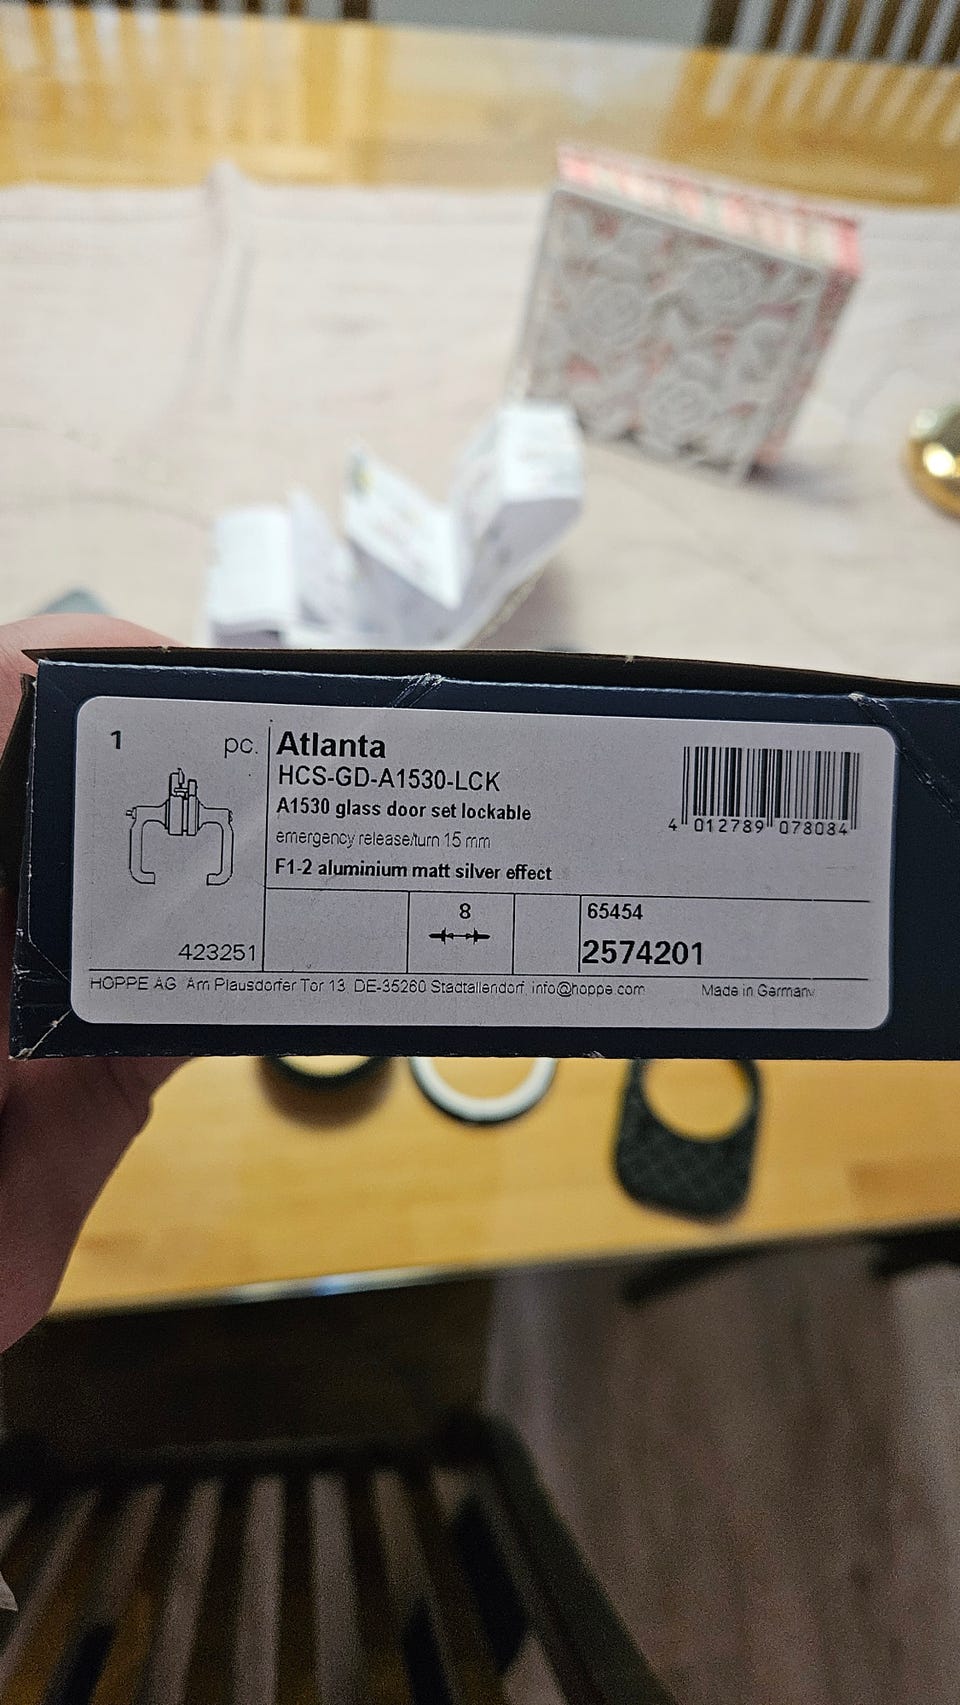 1 pc.
Atlanta
HCS-GD-A1530-LCK
A1530 glass door set lockable
emergency release/turn 15 mm
F1-2 aluminium matt silver effect
4 012789 078084
423251
8
65454
2574201
HOPPE AG Am Plausdorfer Tor 13 DE-35260 Stadtallendorf, info@hoppe.com
Made in Germany